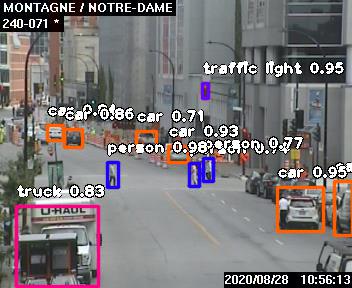 MONTAGNE / NOTRE-DAME
240-071 *
traffic light 0.95
car 0.86
car 0.71
car 0.93
person 0.98
person 0.77
car 0.95
truck 0.83
U-HAUL
2020/08/28 10:56:13